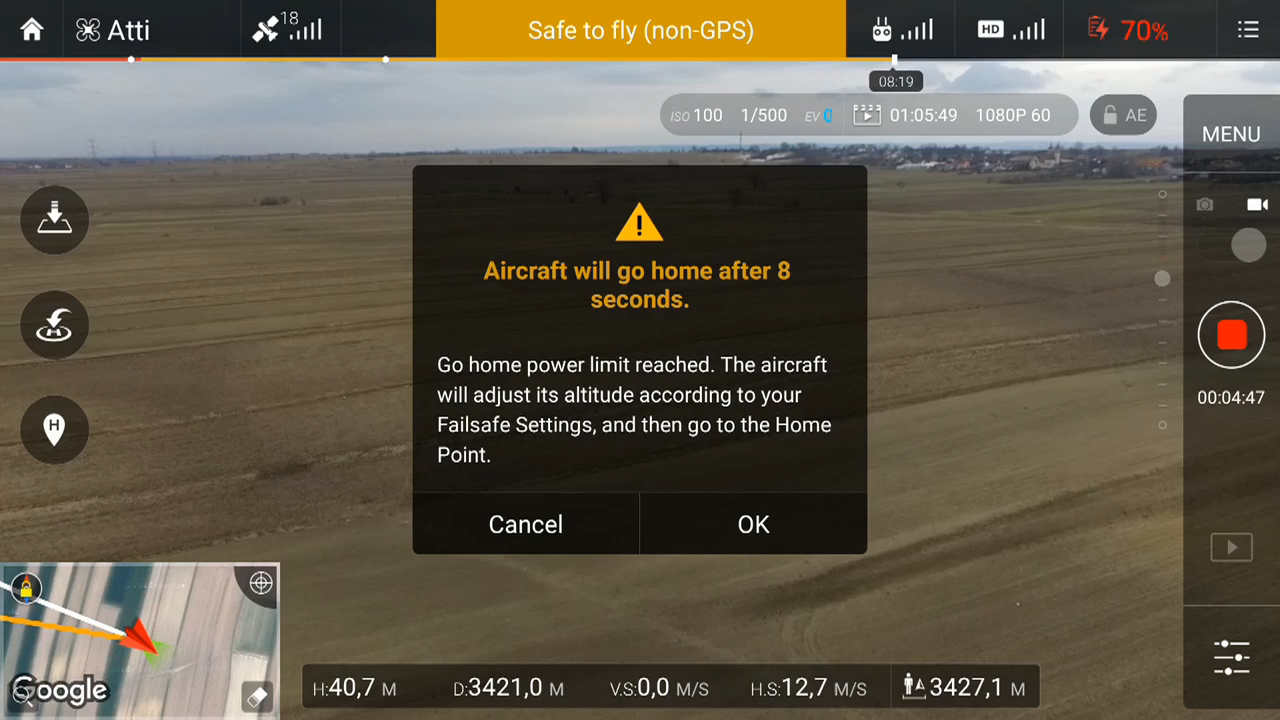 Atti
18
Safe to fly (non-GPS)
HD
70%
08:19
ISO 100 1/500 EV 0 01:05:49 1080P 60
AE
MENU
Aircraft will go home after 8
seconds.
Go home power limit reached. The aircraft
will adjust its altitude according to your
Failsafe Settings, and then go to the Home
Point.
Cancel OK
H
00:04:47
Google
H:40,7 M D:3421,0 M V.S:0,0 M/S H.S:12,7 M/S 3427,1 M